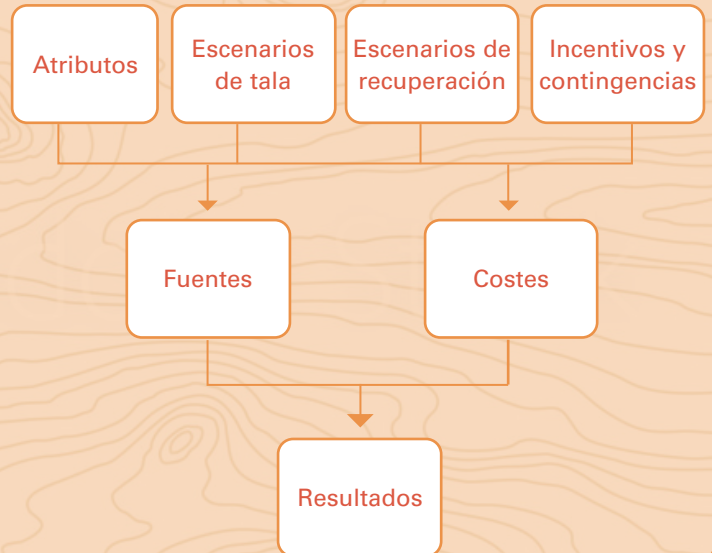 Atributos
Escenarios
de tala
Escenarios de
recuperación
Incentivos y
contingencias
Fuentes
Costes
Resultados